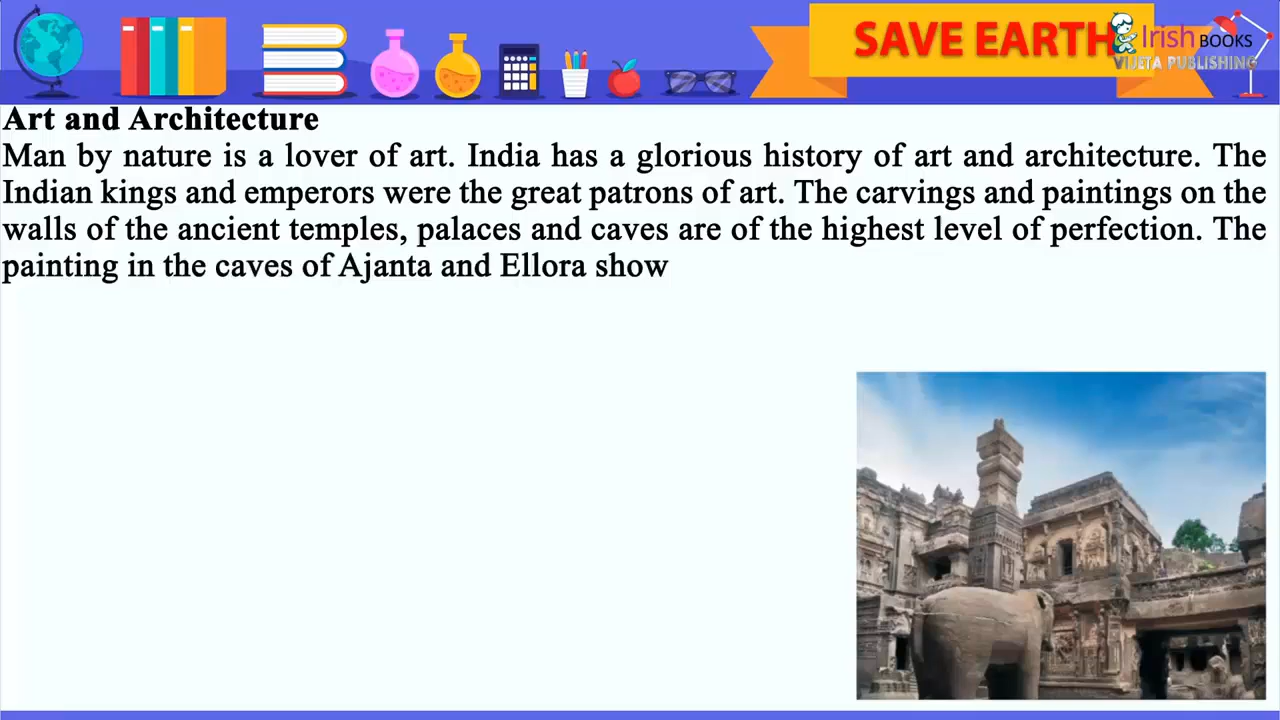 SAVE EARTH
Irish BOOKS
VIJETA PUBLISHING
Art and Architecture
Man by nature is a lover of art. India has a glorious history of art and architecture. The
Indian kings and emperors were the great patrons of art. The carvings and paintings on the
walls of the ancient temples, palaces and caves are of the highest level of perfection. The
painting in the caves of Ajanta and Ellora show